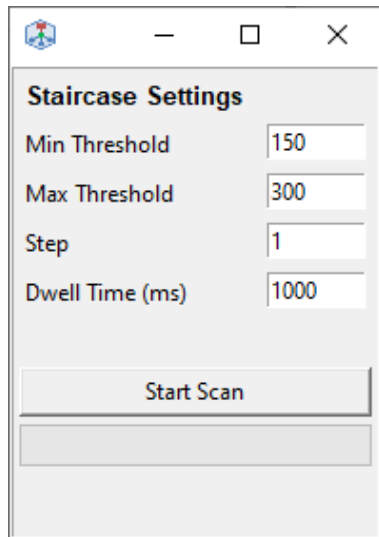 Staircase Settings
Min Threshold 150
Max Threshold 300
Step 1
Dwell Time (ms) 1000
Start Scan